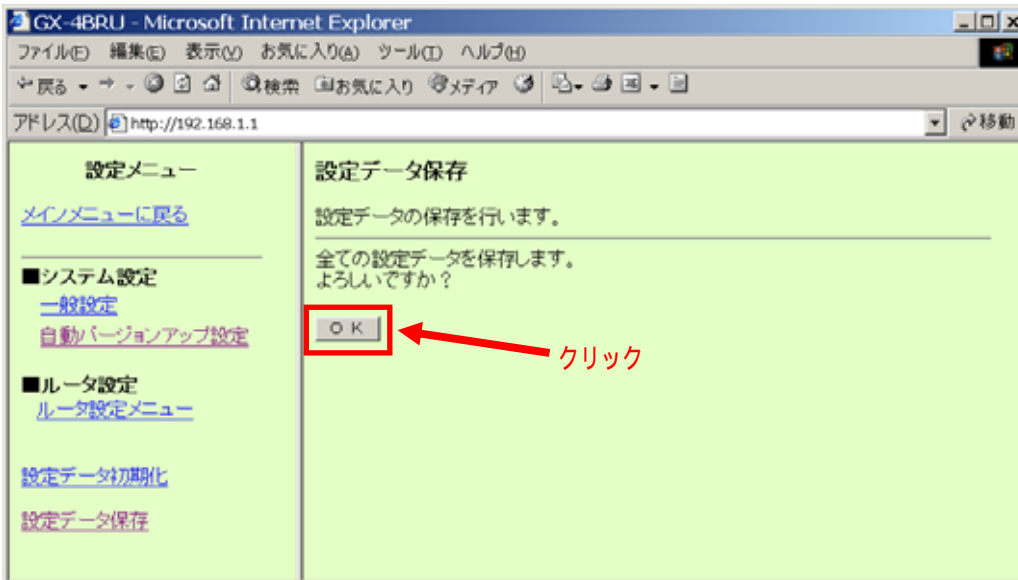 GX-4BRU - Microsoft Internet Explorer
ファイル(E) 編集(E) 表示(V) お気に入り(A) ツール(T) ヘルプ(H)
戻る 検索 お気に入り メディア
アドレス(D) http://192.168.1.1 移動
設定メニュー
メインメニューに戻る
■システム設定
一般設定
自動バージョンアップ設定
■ルータ設定
ルータ設定メニュー
設定データ初期化
設定データ保存
設定データ保存
設定データの保存を行います。
全ての設定データを保存します。
よろしいですか？
ＯＫ
クリック